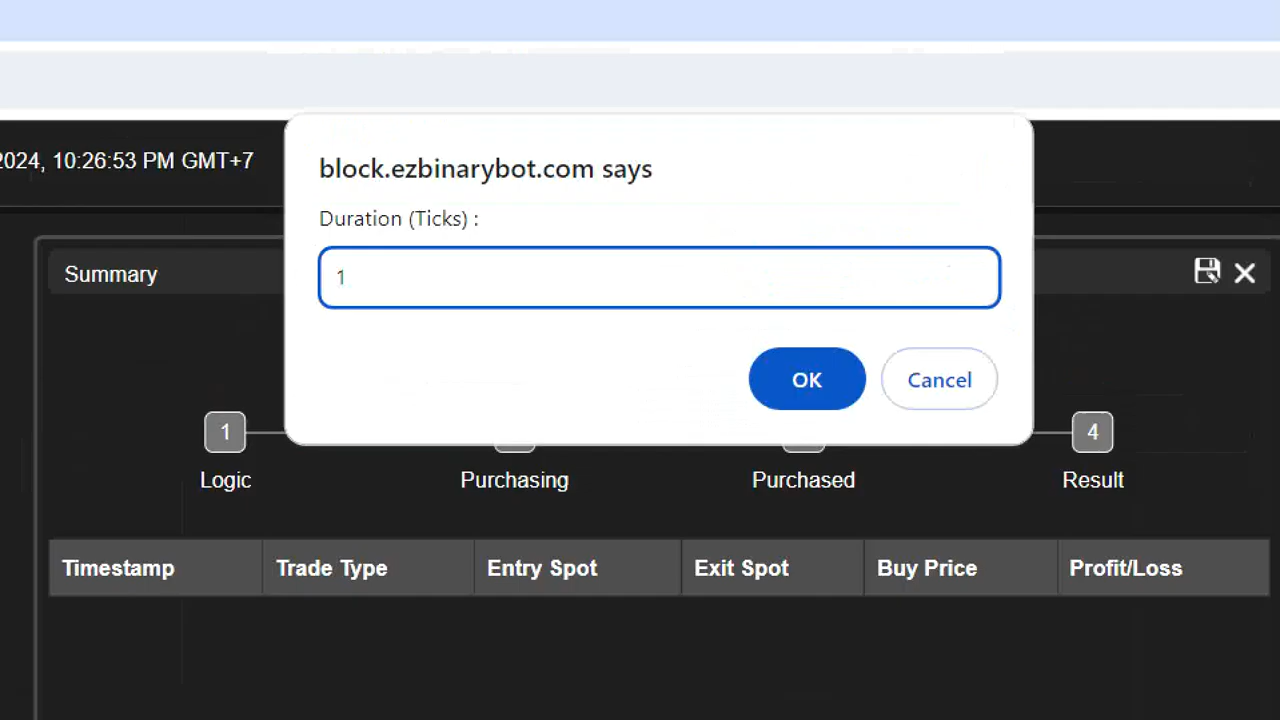 2024, 10:26:53 PM GMT+7
block.ezbinarybot.com says
Duration (Ticks) :
1
OK Cancel
Summary
1 4
Logic Purchasing Purchased Result
Timestamp Trade Type Entry Spot Exit Spot Buy Price Profit/Loss